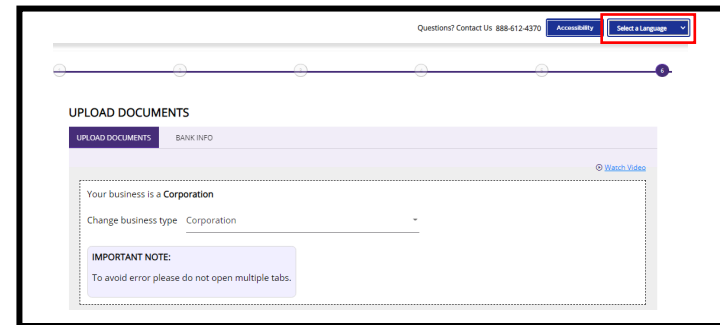 Questions? Contact Us 888-612-4370 Accessibility Select a Language
6
UPLOAD DOCUMENTS
UPLOAD DOCUMENTS BANK INFO
Watch Video
Your business is a Corporation
Change business type Corporation
IMPORTANT NOTE:
To avoid error please do not open multiple tabs.